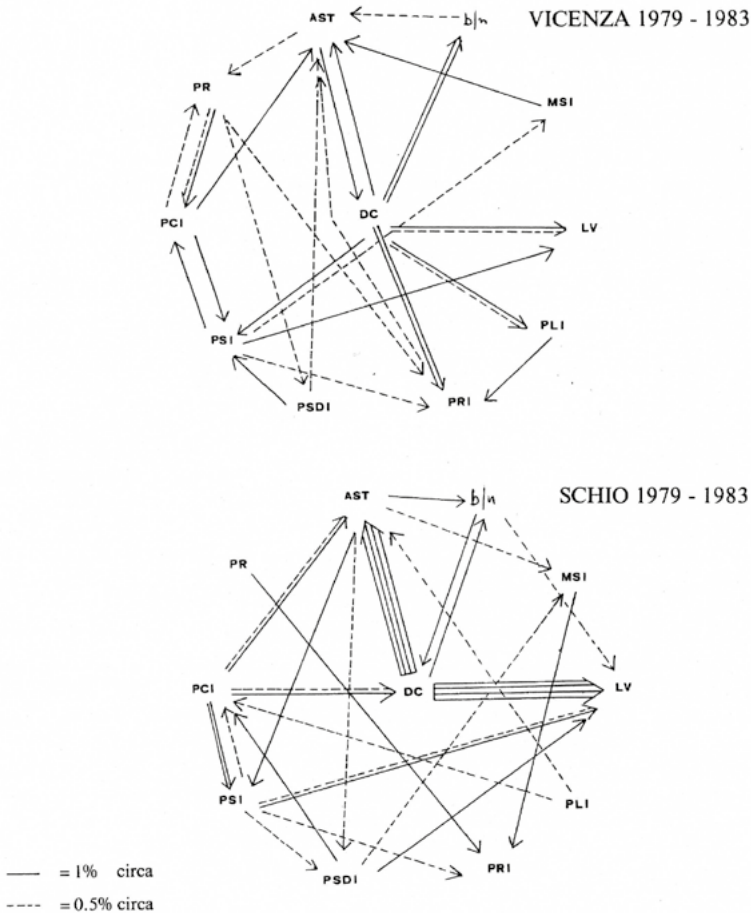 AST b/n VICENZA 1979 - 1983
PR
MSI
PCI
DC
LV
PSI
PLI
PSDI
PRI
AST b/n SCHIO 1979 - 1983
PR
MSI
PCI
DC
LV
PSI
PLI
PRI
PSDI
= 1% circa
= 0.5% circa